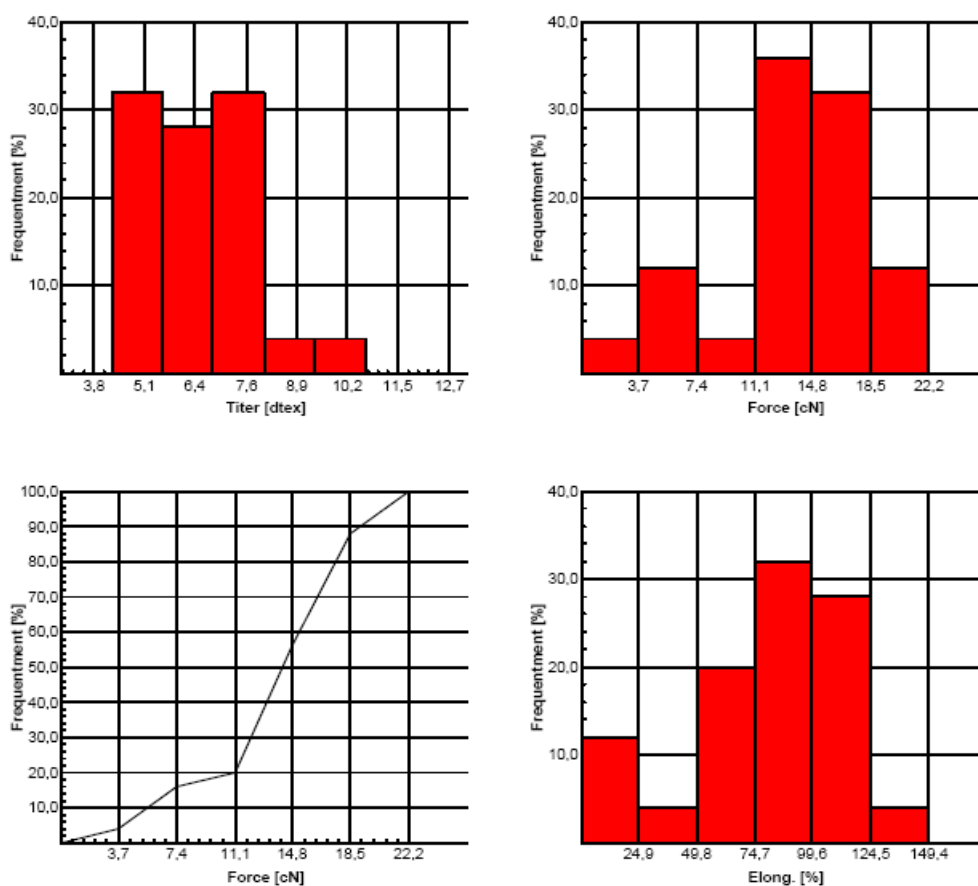 40,0
30,0
20,0
10,0
Frequentment [%]
3,8 5,1 6,4 7,6 8,9 10,2 11,5 12,7
Titer [dtex]
40,0
30,0
20,0
10,0
Frequentment [%]
3,7 7,4 11,1 14,8 18,5 22,2
Force [cN]
100,0
90,0
80,0
70,0
60,0
50,0
40,0
30,0
20,0
10,0
Frequentment [%]
3,7 7,4 11,1 14,8 18,5 22,2
Force [cN]
40,0
30,0
20,0
10,0
Frequentment [%]
24,9 49,8 74,7 99,6 124,5 149,4
Elong. [%]